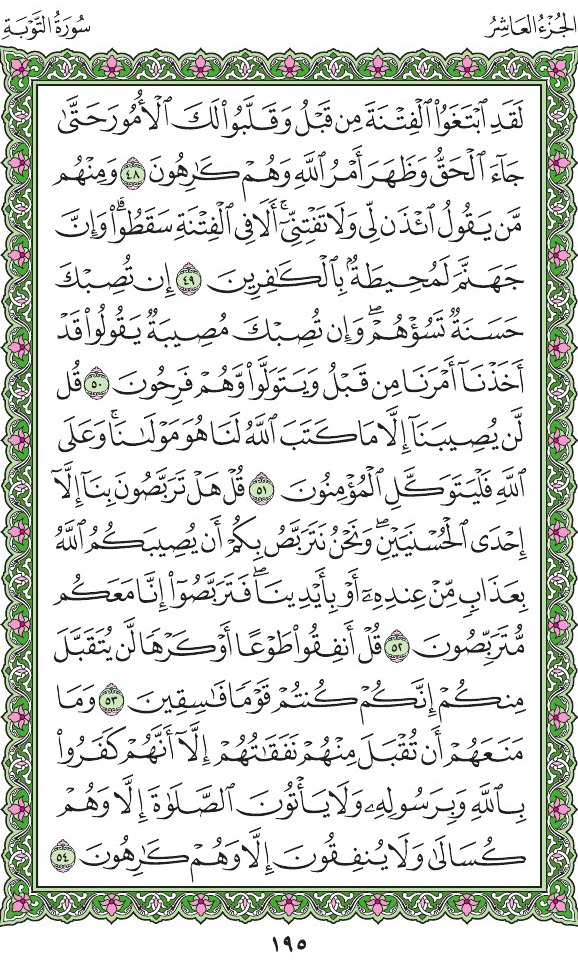 سُورَةُ التَّوْبَةِ
الجُزْءُ العَاشِرُ
لَقَدِ ٱبْتَغَوُا۟ ٱلْفِتْنَةَ مِن قَبْلُ وَقَلَّبُوا۟ لَكَ ٱلْأُمُورَ حَتَّىٰ
جَآءَ ٱلْحَقُّ وَظَهَرَ أَمْرُ ٱللَّهِ وَهُمْ كَـٰرِهُونَ ٤٨ وَمِنْهُم
مَّن يَقُولُ ٱئْذَن لِّى وَلَا تَفْتِنِّىٓ ۚ أَلَا فِى ٱلْفِتْنَةِ سَقَطُوا۟ ۗ وَإِنَّ
جَهَنَّمَ لَمُحِيطَةٌۢ بِٱلْكَـٰفِرِينَ ٤٩ إِن تُصِبْكَ
حَسَنَةٌ تَسُؤْهُمْ ۖ وَإِن تُصِبْكَ مُصِيبَةٌ يَقُولُوا۟ قَدْ
أَخَذْنَآ أَمْرَنَا مِن قَبْلُ وَيَتَوَلَّوا۟ وَّهُمْ فَرِحُونَ ٥٠ قُل
لَّن يُصِيبَنَآ إِلَّا مَا كَتَبَ ٱللَّهُ لَنَا هُوَ مَوْلَىٰنَا ۚ وَعَلَى
ٱللَّهِ فَلْيَتَوَكَّلِ ٱلْمُؤْمِنُونَ ٥١ قُلْ هَلْ تَرَبَّصُونَ بِنَآ إِلَّآ
إِحْدَى ٱلْحُسْنَيَيْنِ ۖ وَنَحْنُ نَتَرَبَّصُ بِكُمْ أَن يُصِيبَكُمُ ٱللَّهُ
بِعَذَابٍ مِّنْ عِندِهِۦٓ أَوْ بِأَيْدِينَا ۖ فَتَرَبَّصُوٓا۟ إِنَّا مَعَكُم
مُّتَرَبِّصُونَ ٥٢ قُلْ أَنفِقُوا۟ طَوْعًا أَوْ كَرْهًا لَّن يُتَقَبَّلَ
مِنكُمْ ۖ إِنَّكُمْ كُنتُمْ قَوْمًا فَـٰسِقِينَ ٥٣ وَمَا
مَنَعَهُمْ أَن تُقْبَلَ مِنْهُمْ نَفَقَـٰتُهُمْ إِلَّآ أَنَّهُمْ كَفَرُوا۟
بِٱللَّهِ وَبِرَسُولِهِۦ وَلَا يَأْتُونَ ٱلصَّلَوٰةَ إِلَّا وَهُمْ
كُسَالَىٰ وَلَا يُنفِقُونَ إِلَّا وَهُمْ كَـٰرِهُونَ ٥٤
١٩٥